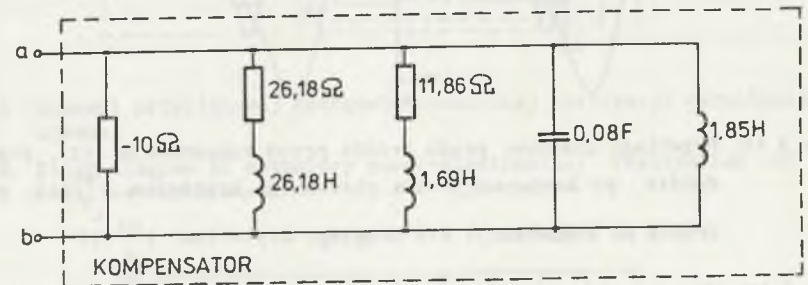 a
26,18Ω
11,86Ω
-10Ω
0,08F
1,85H
26,18H
1,69H
b
KOMPENSATOR